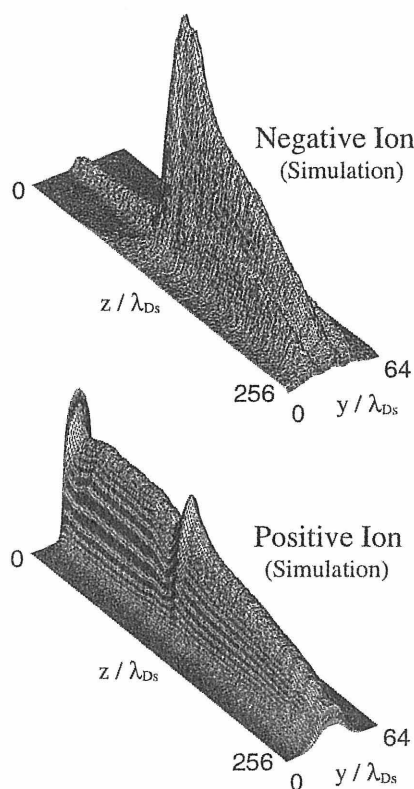 Negative Ion
(Simulation)
0
z / λDs
64
256
0
y / λDs
Positive Ion
(Simulation)
0
z / λDs
64
256
0
y / λDs